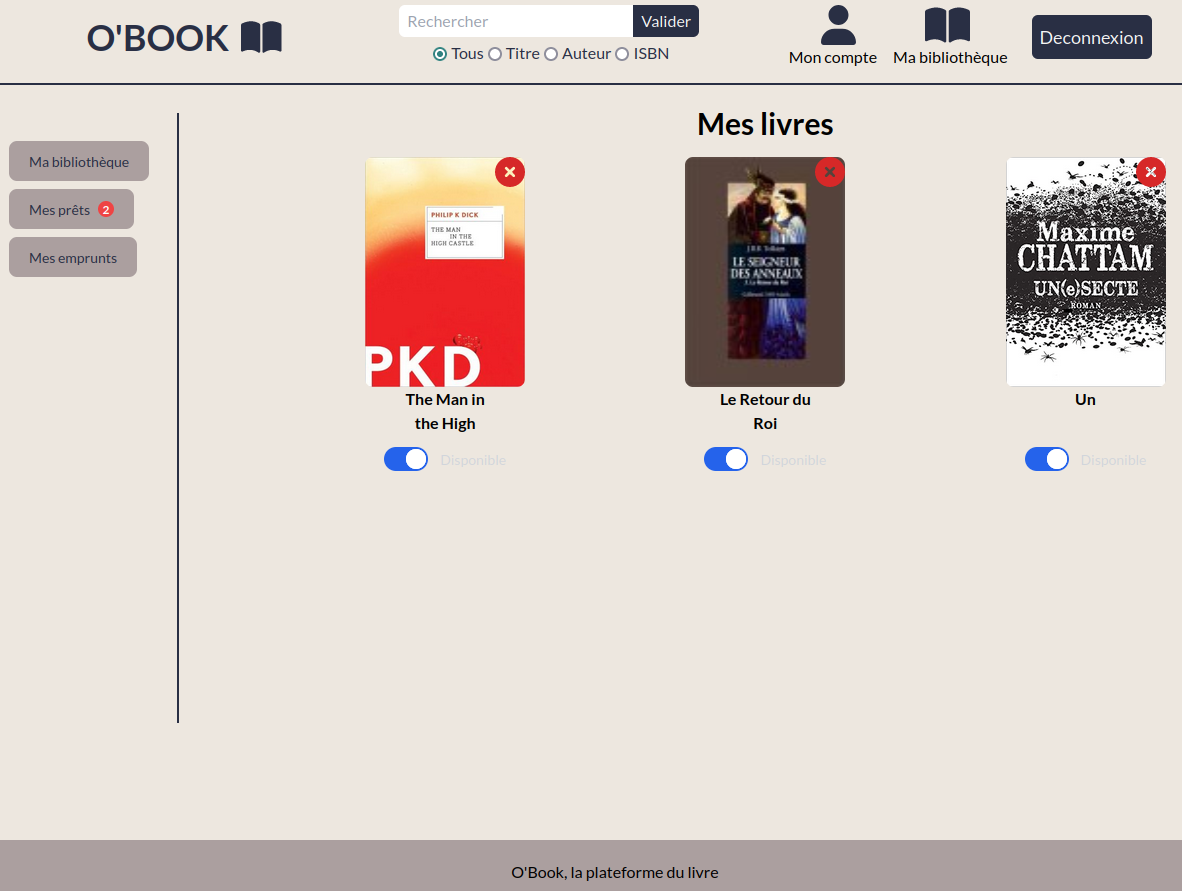 O'BOOK
Rechercher
Valider
Tous
Titre
Auteur
ISBN
Mon compte
Ma bibliothèque
Deconnexion
Ma bibliothèque
Mes prêts 2
Mes emprunts
Mes livres
PHILIP K DICK
THE MAN
IN THE
HIGH CASTLE
PKD
The Man in
the High
Disponible
J.R.R. Tolkien
LE SEIGNEUR
DES ANNEAUX
3. Le Retour du Roi
Le Retour du
Roi
Disponible
Maxime
CHATTAM
UN(e)SECTE
ROMAN
Un
Disponible
O'Book, la plateforme du livre